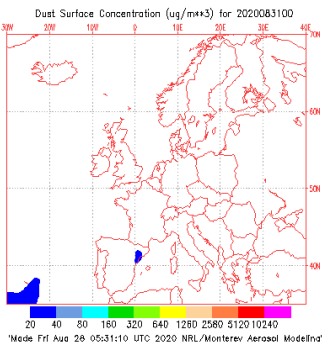 Dust Surface Concentration (ug/m**3) for 2020083100
30W 20W 10W 0 10E 20E 30E 40E
70N
60N
50N
40N
20 40 80 160 320 640 1280 2580 5120 10240
'Made Fri Aug 28 05:31:10 UTC 2020 NRL/Monterey Aerosol Modeling'